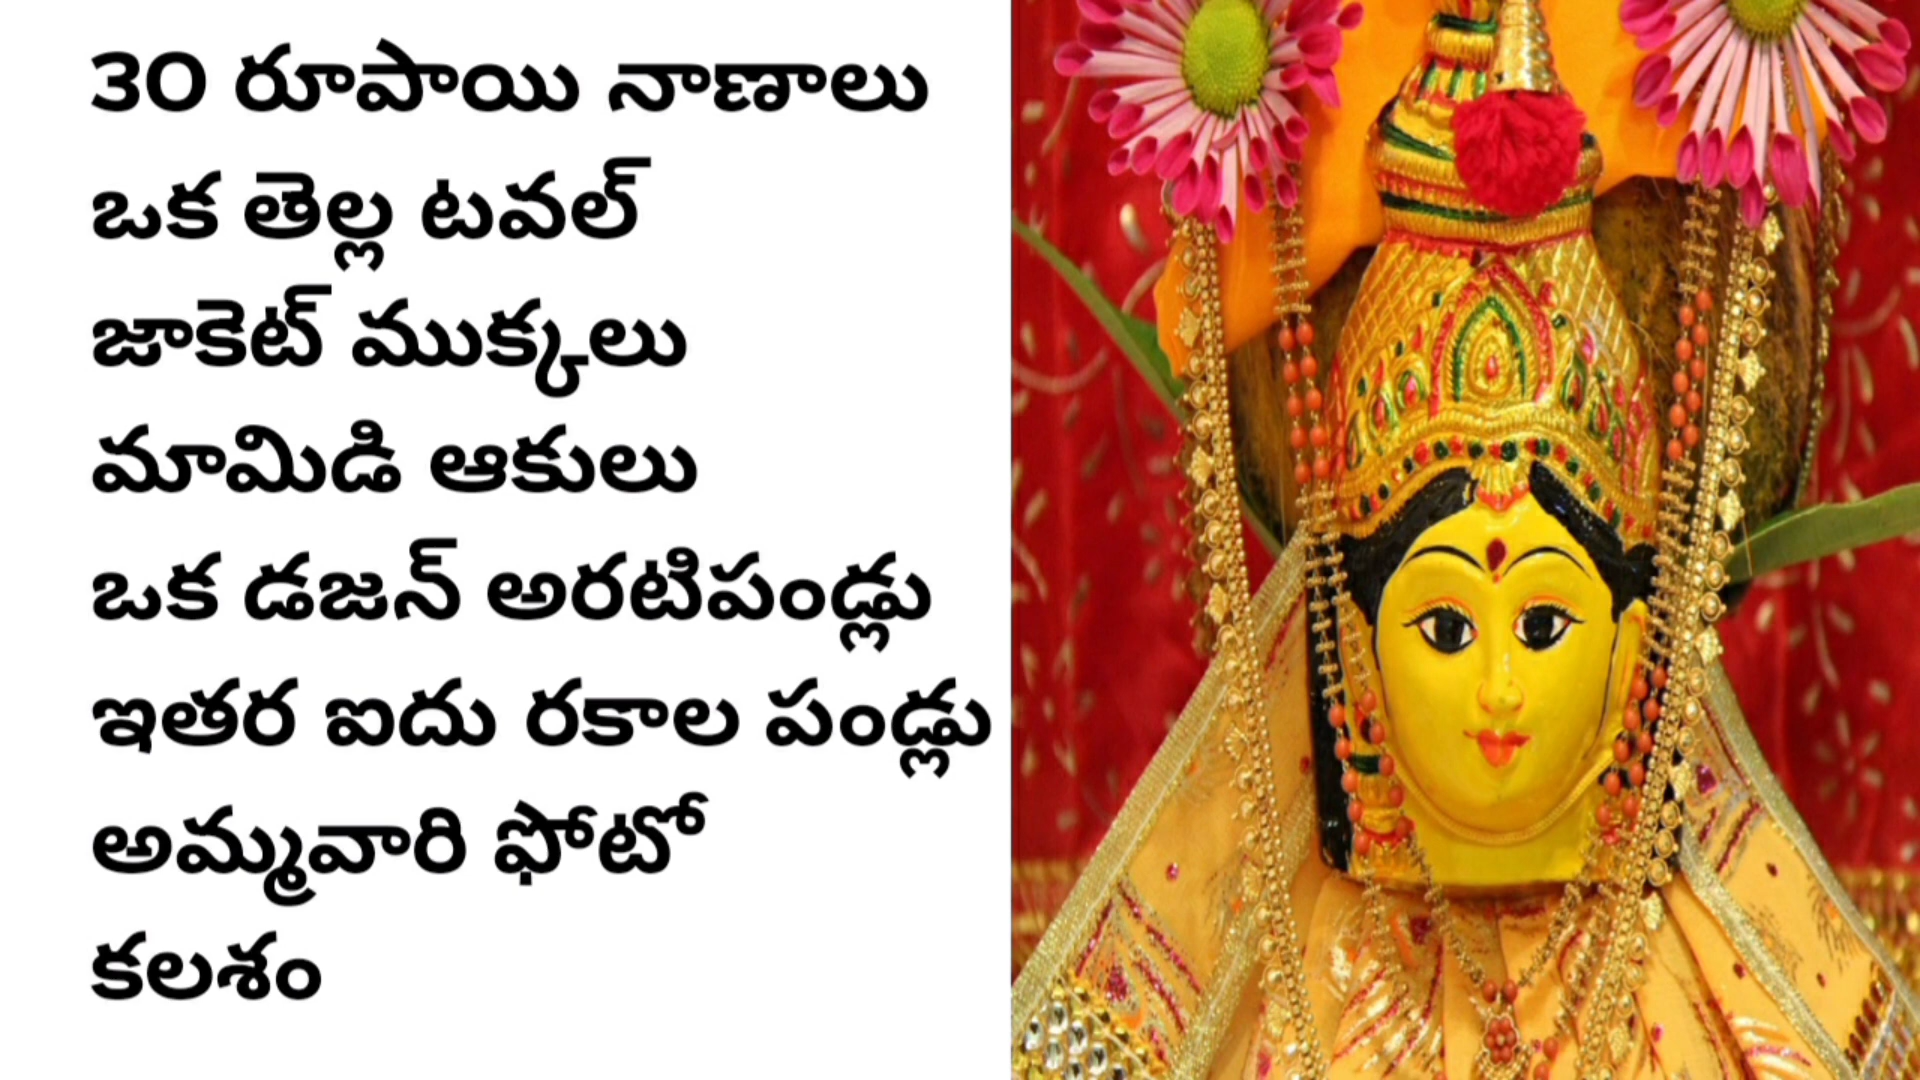 30 రూపాయి నాణాలు
ఒక తెల్ల టవల్
జాకెట్ ముక్కలు
మామిడి ఆకులు
ఒక డజన్ అరటిపండ్లు
ఇతర ఐదు రకాల పండ్లు
అమ్మవారి ఫోటో
కలశం